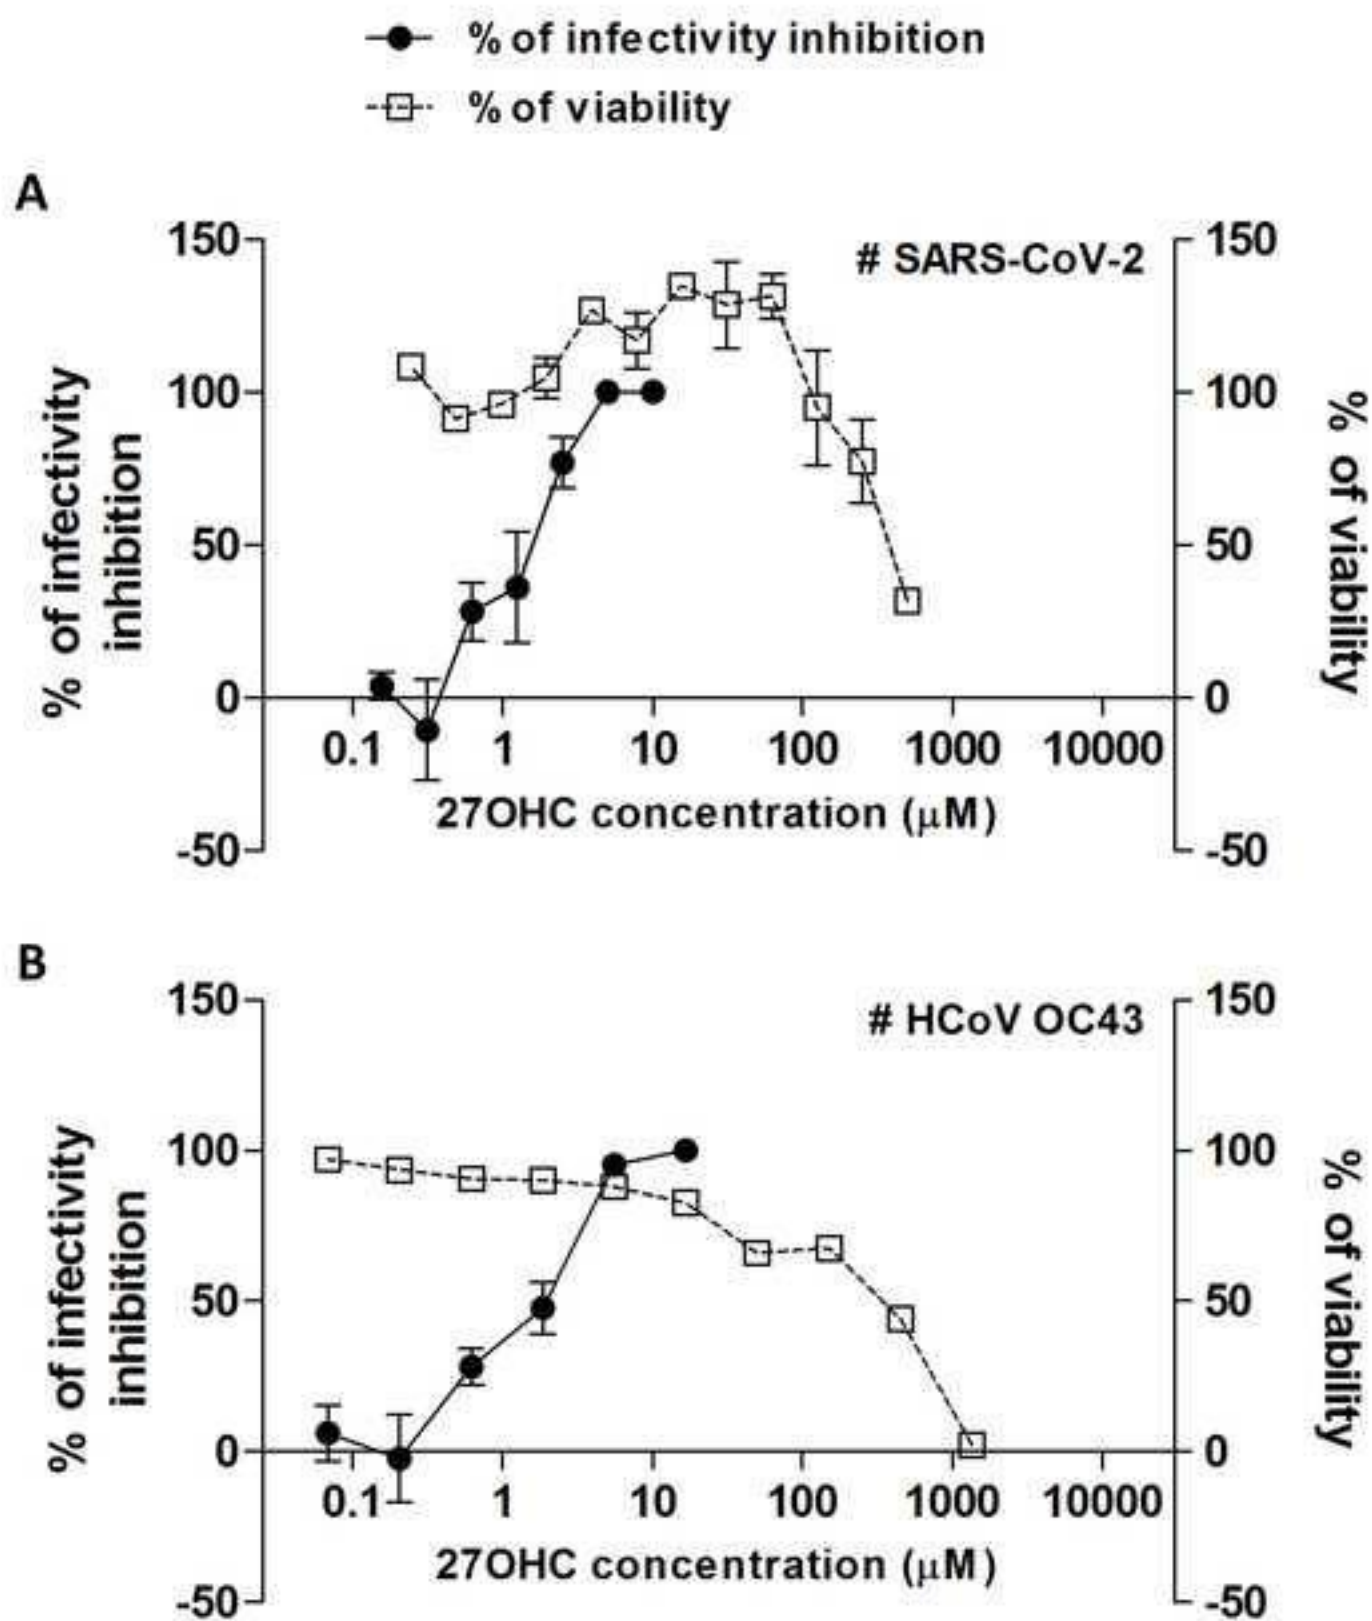 % of infectivity inhibition
% of viability
A
# SARS-CoV-2
150
100
50
0
-50
% of infectivity
inhibition
150
100
50
0
-50
% of viability
0.1 1 10 100 1000 10000
27OHC concentration (µM)
B
# HCoV OC43
150
100
50
0
-50
% of infectivity
inhibition
150
100
50
0
-50
% of viability
0.1 1 10 100 1000 10000
27OHC concentration (µM)